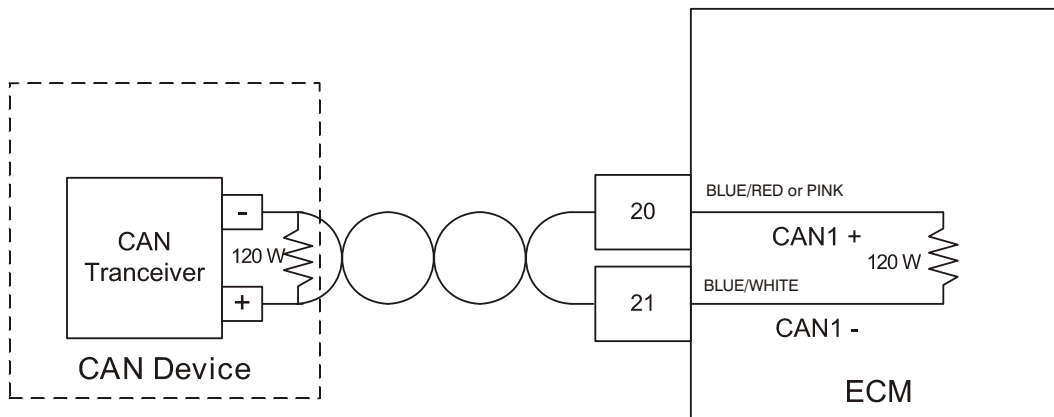 CAN
Tranceiver
-
+
120 W
CAN Device
20
21
BLUE/RED or PINK
CAN1 +
120 W
BLUE/WHITE
CAN1 -
ECM